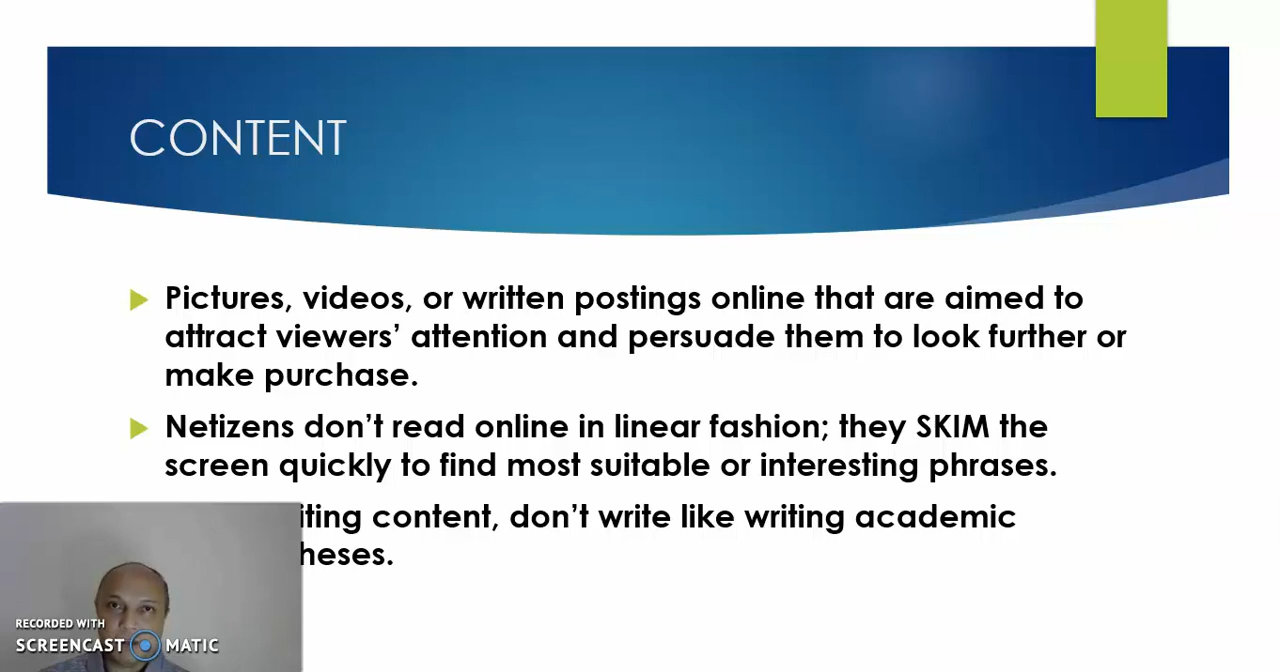 CONTENT
Pictures, videos, or written postings online that are aimed to
attract viewers’ attention and persuade them to look further or
make purchase.
Netizens don’t read online in linear fashion; they SKIM the
screen quickly to find most suitable or interesting phrases.
content, don’t write like writing academic
RECORDED WITH
SCREENCAST MATIC